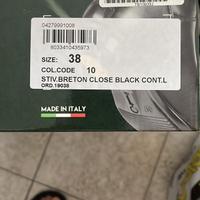 04279991008
8033410435973
SIZE: 38
COL.CODE 10
STIV.BRETON CLOSE BLACK CONT.L
ORD.19038
MADE IN ITALY